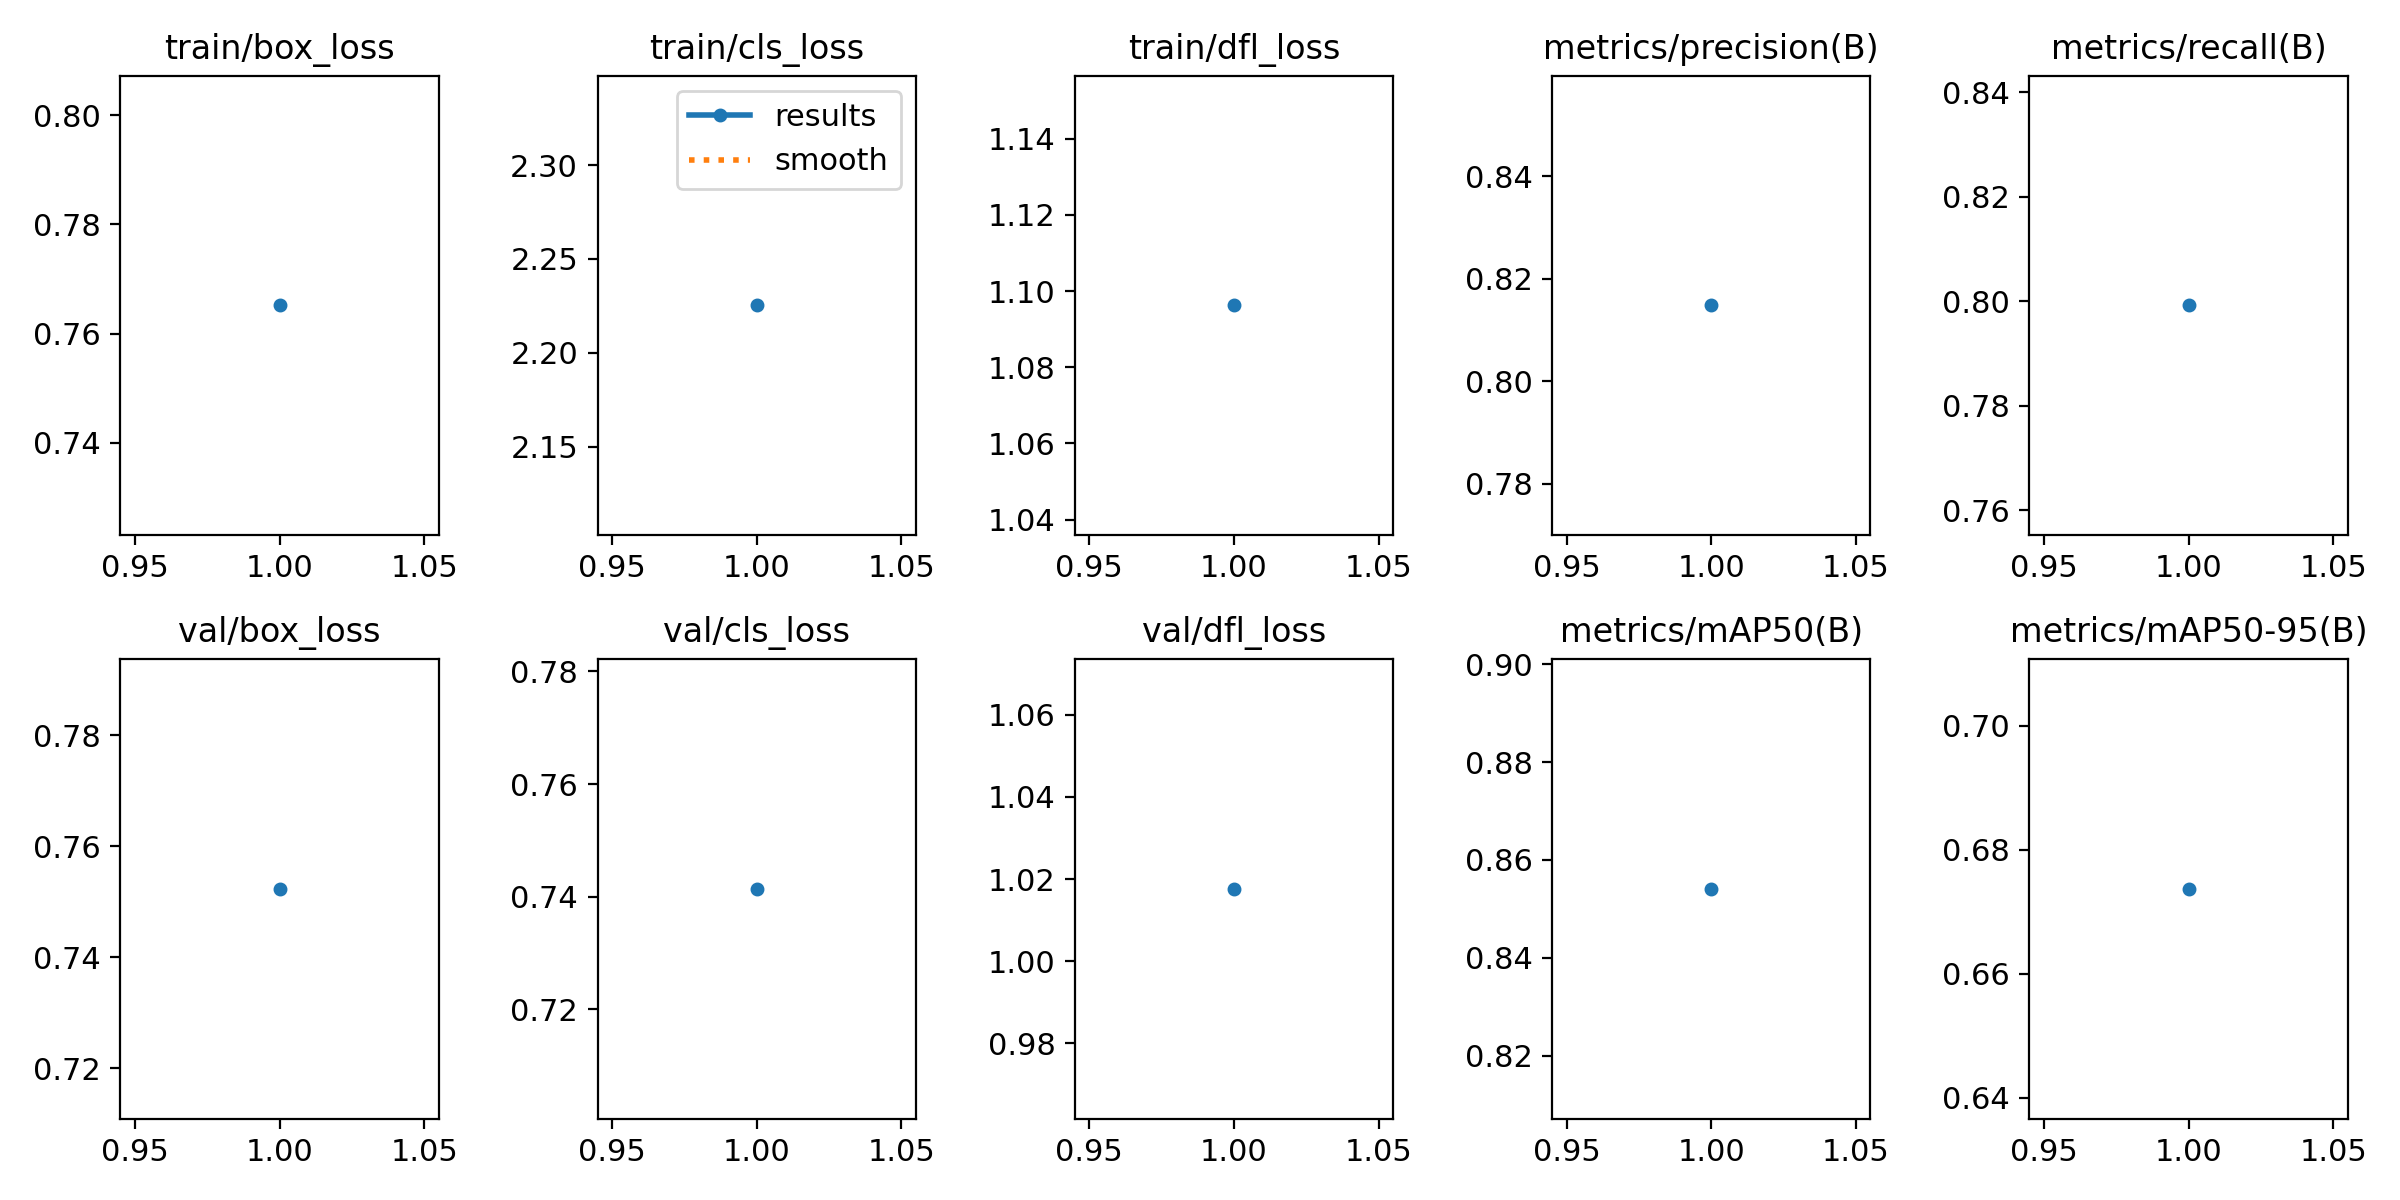 train/box_loss
0.80
0.78
0.76
0.74
0.95 1.00 1.05
train/cls_loss
results
smooth
2.30
2.25
2.20
2.15
0.95 1.00 1.05
train/dfl_loss
1.14
1.12
1.10
1.08
1.06
1.04
0.95 1.00 1.05
metrics/precision(B)
0.84
0.82
0.80
0.78
0.95 1.00 1.05
metrics/recall(B)
0.84
0.82
0.80
0.78
0.76
0.95 1.00 1.05
val/box_loss
0.78
0.76
0.74
0.72
0.95 1.00 1.05
val/cls_loss
0.78
0.76
0.74
0.72
0.95 1.00 1.05
val/dfl_loss
1.06
1.04
1.02
1.00
0.98
0.95 1.00 1.05
metrics/mAP50(B)
0.90
0.88
0.86
0.84
0.82
0.95 1.00 1.05
metrics/mAP50-95(B)
0.70
0.68
0.66
0.64
0.95 1.00 1.05